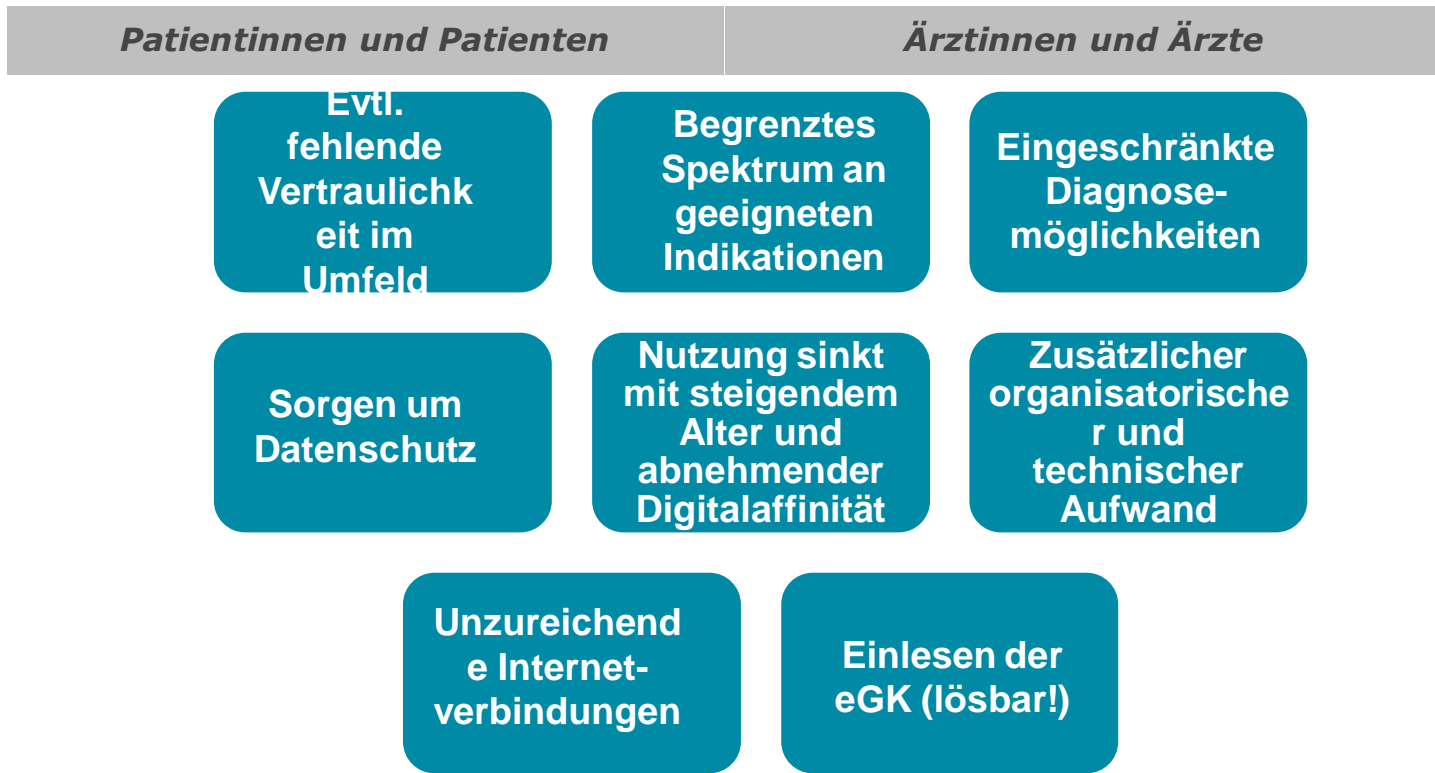 Patientinnen und Patienten
Ärztinnen und Ärzte
Evtl.
fehlende
Vertraulichk
eit im
Umfeld
Begrenztes
Spektrum an
geeigneten
Indikationen
Eingeschränkte
Diagnose-
möglichkeiten
Sorgen um
Datenschutz
Nutzung sinkt
mit steigendem
Alter und
abnehmender
Digitalaffinität
Zusätzlicher
organisatorische
r und
technischer
Aufwand
Unzureichend
e Internet-
verbindungen
Einlesen der
eGK (lösbar!)